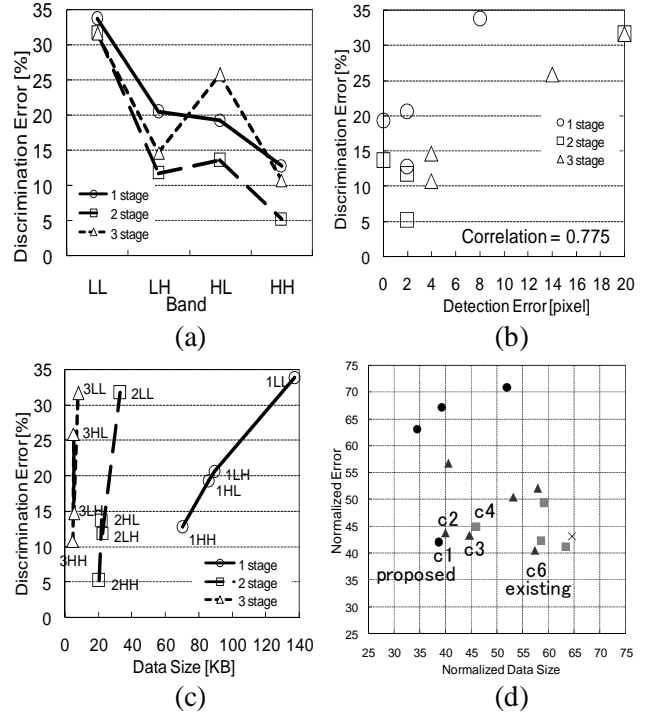 35
30
25
20
15
10
5
0
Discrimination Error [%]
1 stage
2 stage
3 stage
LL LH HL HH
Band
(a)
35
30
25
20
15
10
5
0
Discrimination Error [%]
1 stage
2 stage
3 stage
Correlation = 0.775
0 2 4 6 8 10 12 14 16 18 20
Detection Error [pixel]
(b)
35
30
25
20
15
10
5
0
Discrimination Error [%]
3LL
2LL
1LL
3HL
1LH
1HL
3LH
2HL
2LH
1HH
3HH
2HH
1 stage
2 stage
3 stage
0 20 40 60 80 100 120 140
Data Size [KB]
(c)
75
70
65
60
55
50
45
40
35
30
25
Normalized Error
c2
c4
c1
c3
proposed
c6
existing
25 30 35 40 45 50 55 60 65 70 75
Normalized Data Size
(d)